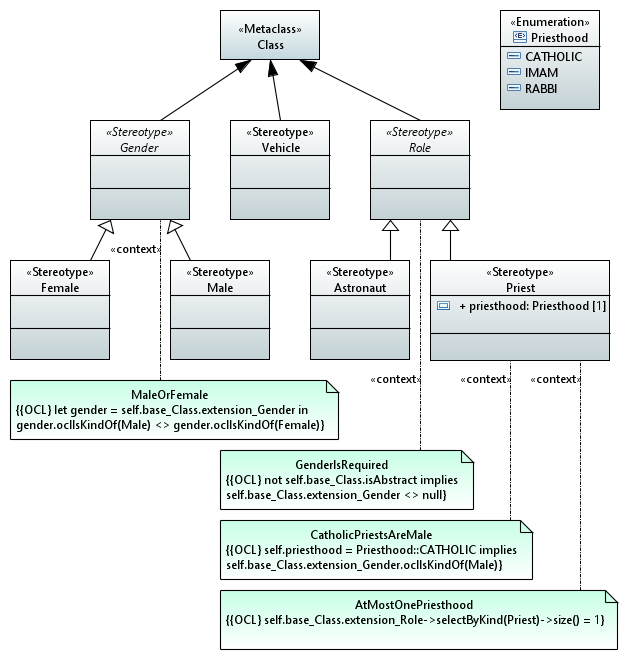 «Metaclass»
Class
«Enumeration»
Priesthood
CATHOLIC
IMAM
RABBI
«Stereotype»
Gender
«Stereotype»
Vehicle
«Stereotype»
Role
«context»
«Stereotype»
Female
«Stereotype»
Male
«Stereotype»
Astronaut
«Stereotype»
Priest
+ priesthood: Priesthood [1]
«context»
«context»
«context»
MaleOrFemale
{{OCL} let gender = self.base_Class.extension_Gender in
gender.oclIsKindOf(Male) <> gender.oclIsKindOf(Female)}
GenderIsRequired
{{OCL} not self.base_Class.isAbstract implies
self.base_Class.extension_Gender <> null}
CatholicPriestsAreMale
{{OCL} self.priesthood = Priesthood::CATHOLIC implies
self.base_Class.extension_Gender.oclIsKindOf(Male)}
AtMostOnePriesthood
{{OCL} self.base_Class.extension_Role->selectByKind(Priest)->size() = 1}